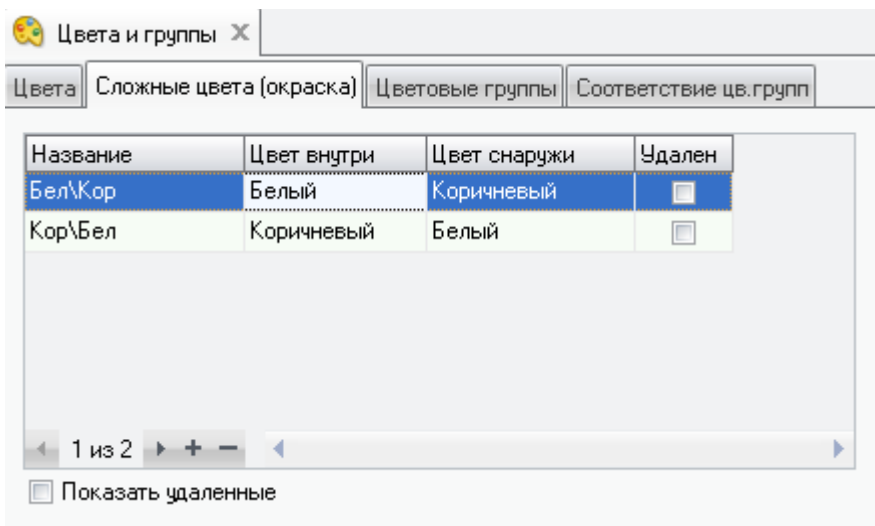 Цвета и группы
Цвета Сложные цвета (окраска) Цветовые группы Соответствие цв.групп
Название Цвет внутри Цвет снаружи Удален
Бел\Кор Белый Коричневый
Кор\Бел Коричневый Белый
1 из 2
Показать удаленные